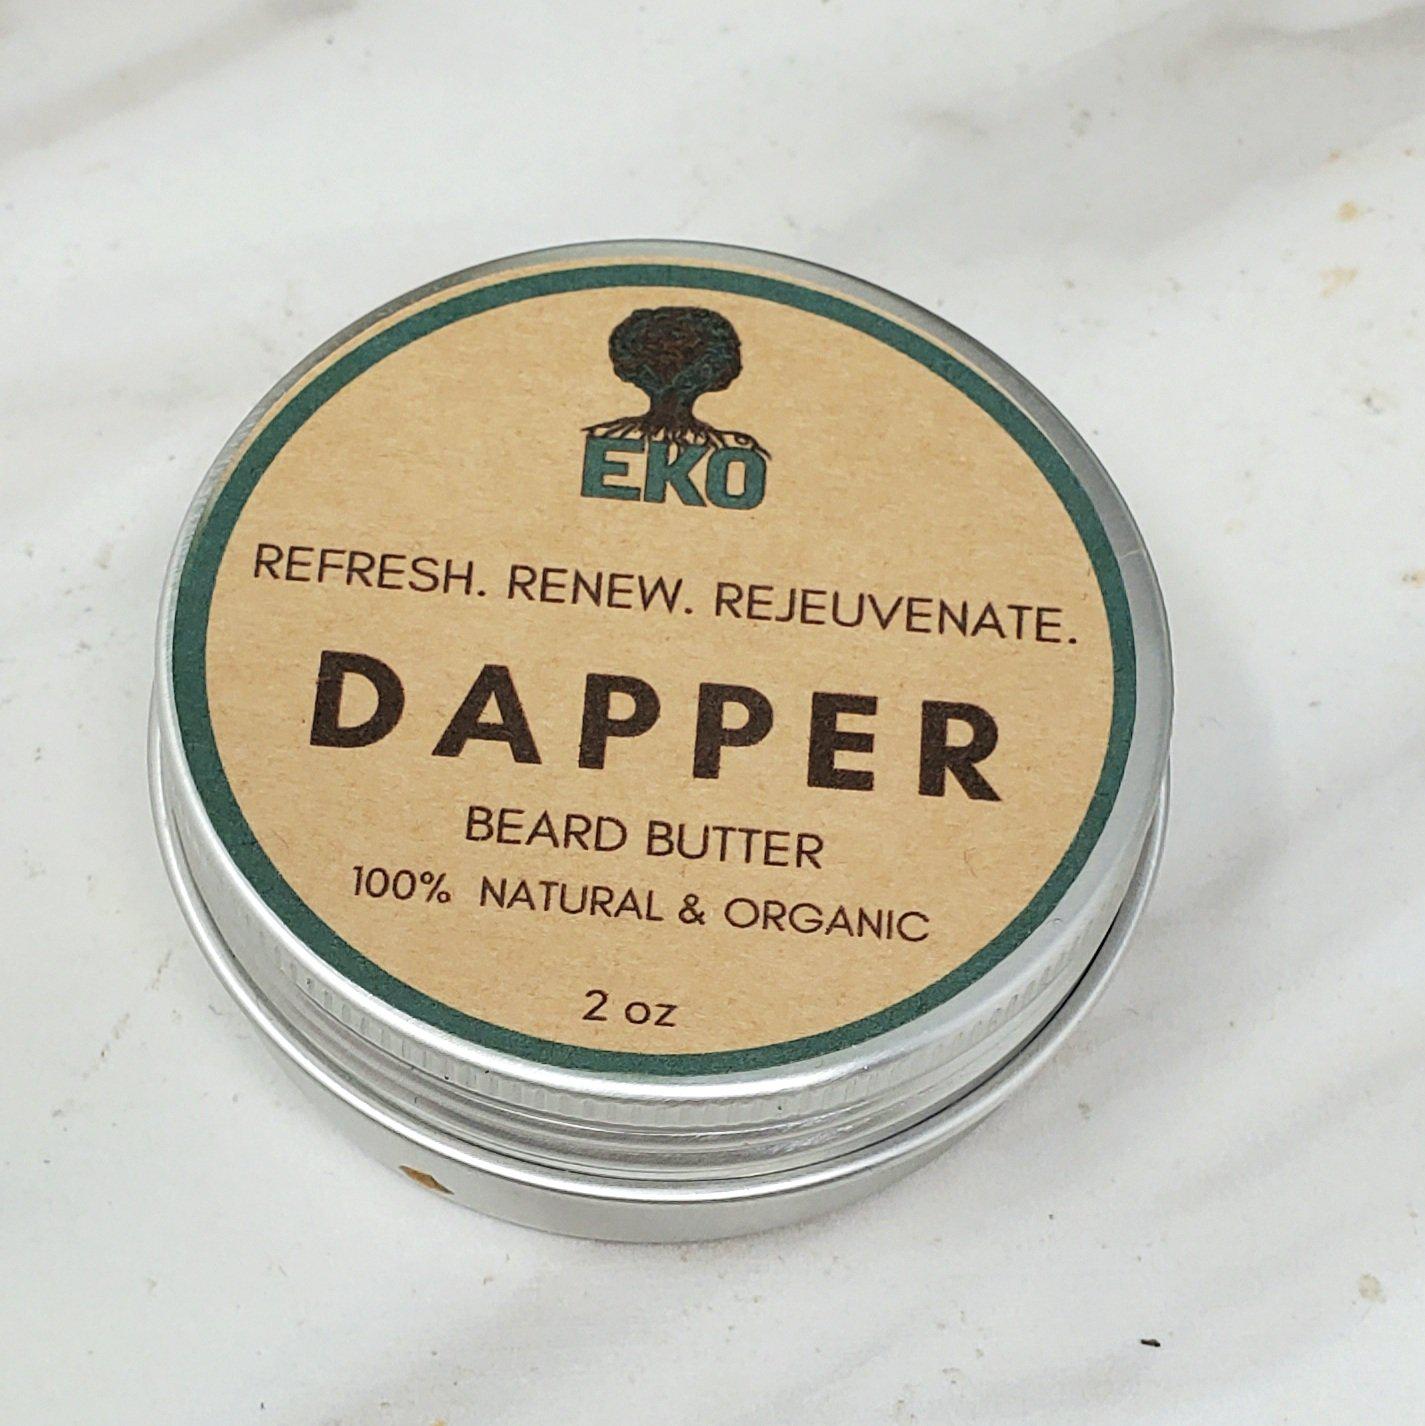 EKO
REFRESH. RENEW. REJEUVENATE.
DAPPER
BEARD BUTTER
100% NATURAL & ORGANIC
2 oz